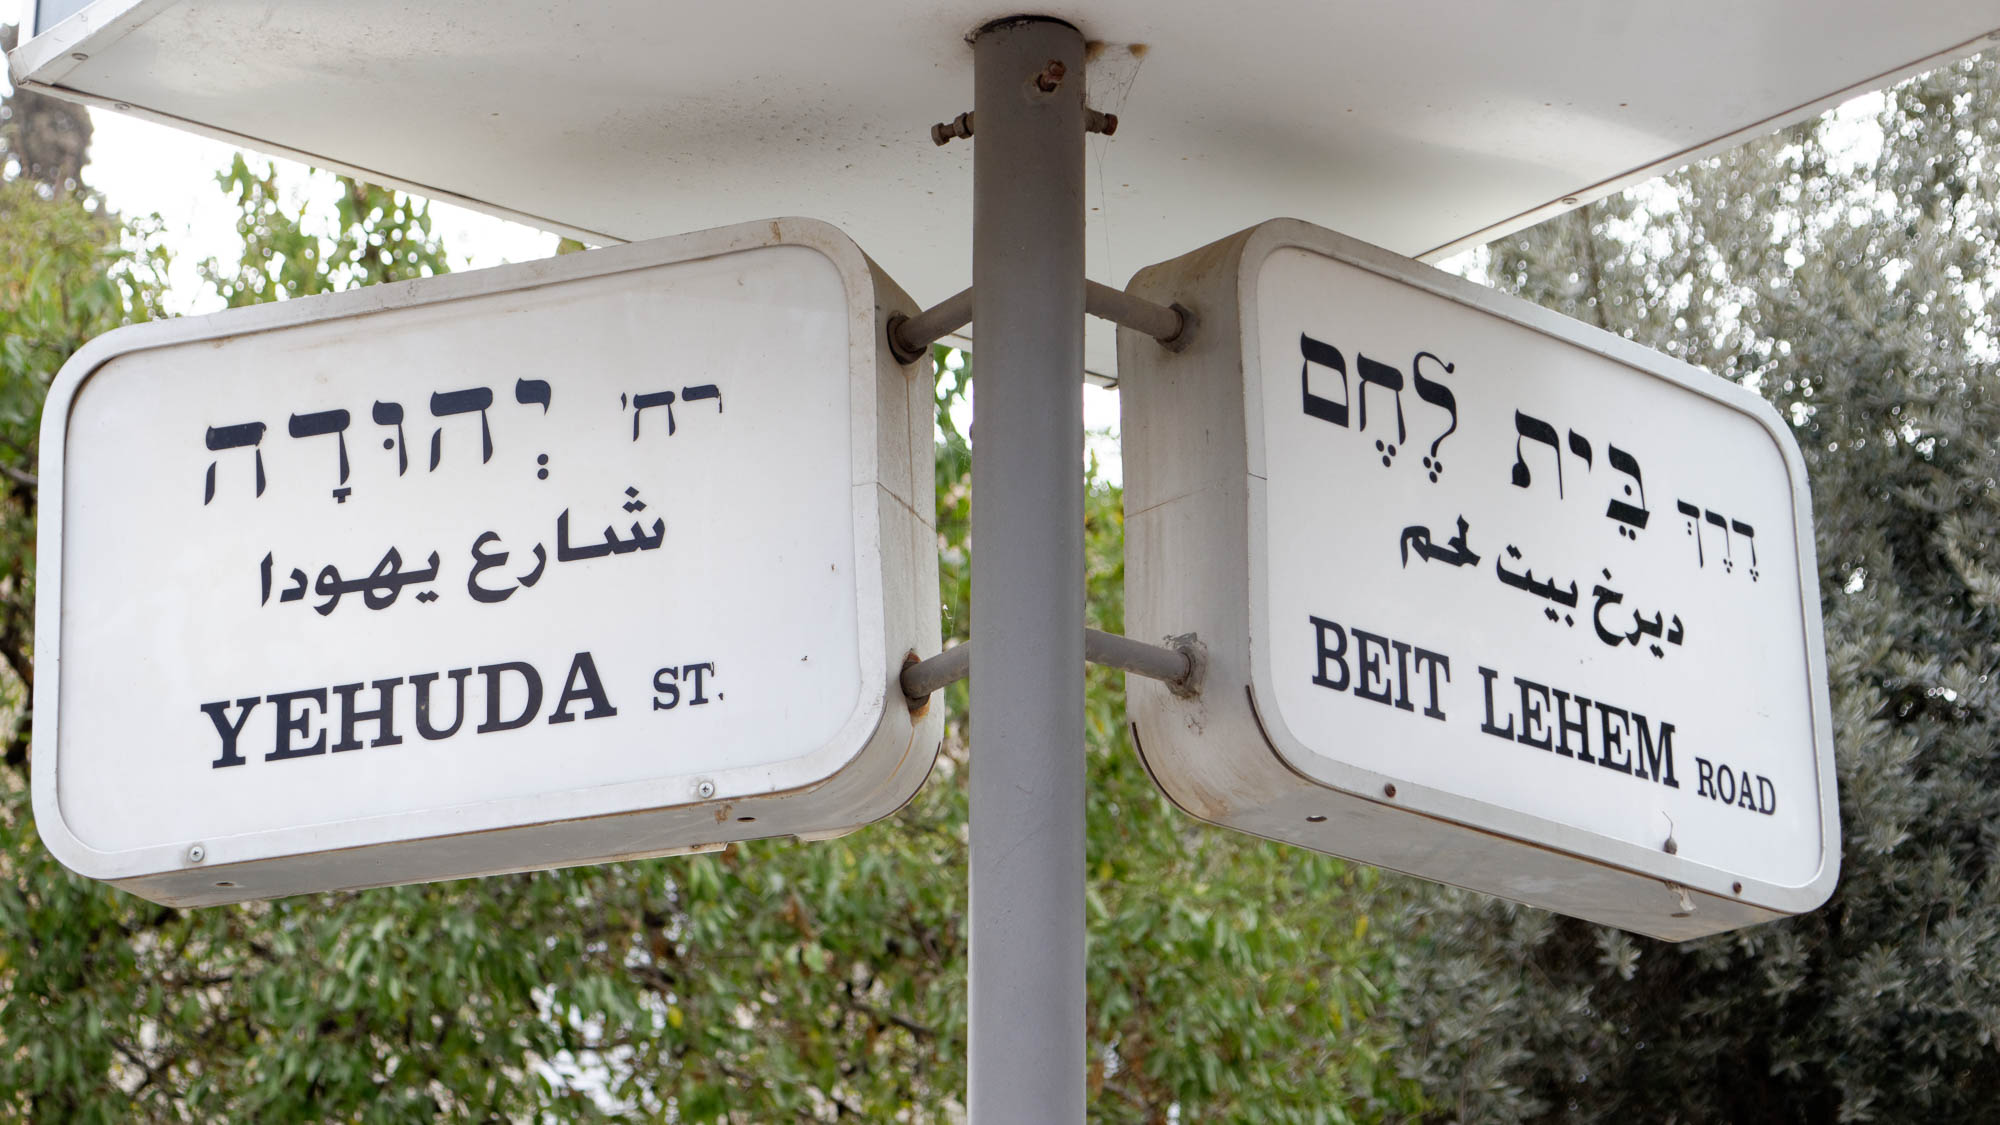 רח' יְהוּדָה
شارع يهودا
YEHUDA ST.
דֶרֶךְ בֵּית לֶחֶם
ديرخ بيت لحم
BEIT LEHEM ROAD